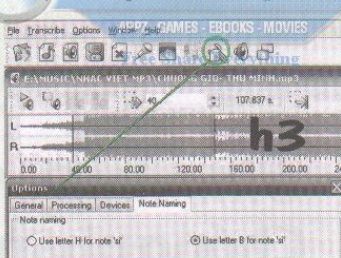 APPZ - GAMES - EBOOKS - MOVIES
File Transcribe Options Window Help
E:\MUSIC\NHAC VIET MP3\CHUONG GIO- THU MINH.mp3
40
107.637 s.
h3
L
R
0.00 40.00 80.00 120.00 160.00 200.00
Options
General Processing Devices Note Naming
Note naming
Use letter H for note 'si' Use letter B for note 'si'